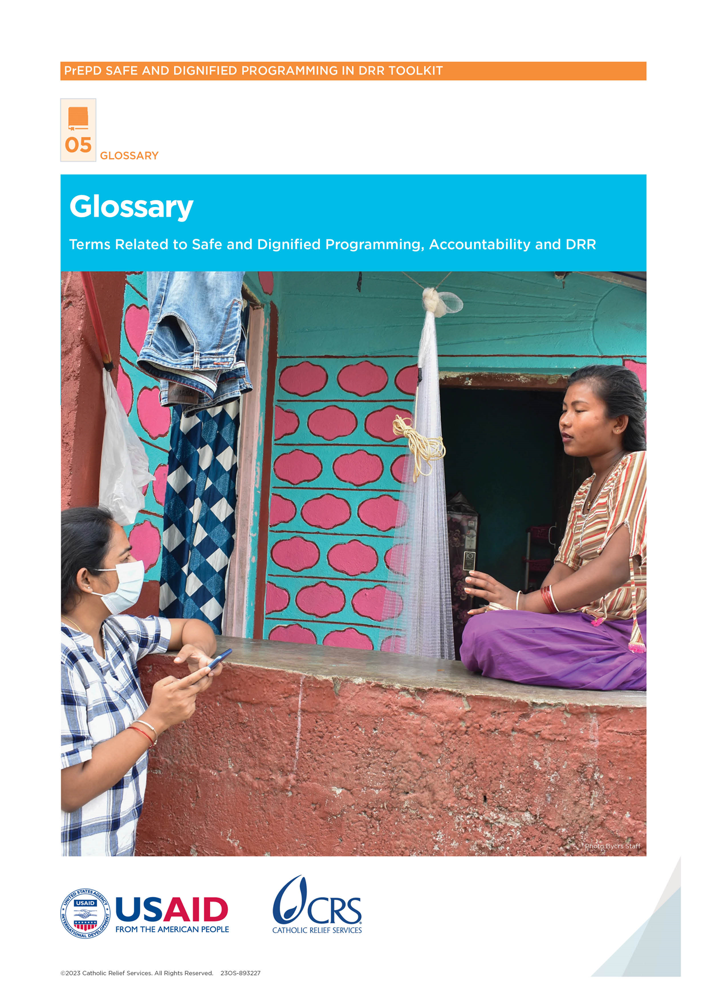 PrEPD SAFE AND DIGNIFIED PROGRAMMING IN DRR TOOLKIT
05
GLOSSARY
Glossary
Terms Related to Safe and Dignified Programming, Accountability and DRR
Photo Bycrs Staff
UNITED STATES AGENCY
USAID
INTERNATIONAL DEVELOPMENT
USAID
FROM THE AMERICAN PEOPLE
CRS
CATHOLIC RELIEF SERVICES
©2023 Catholic Relief Services. All Rights Reserved. 23OS-893227